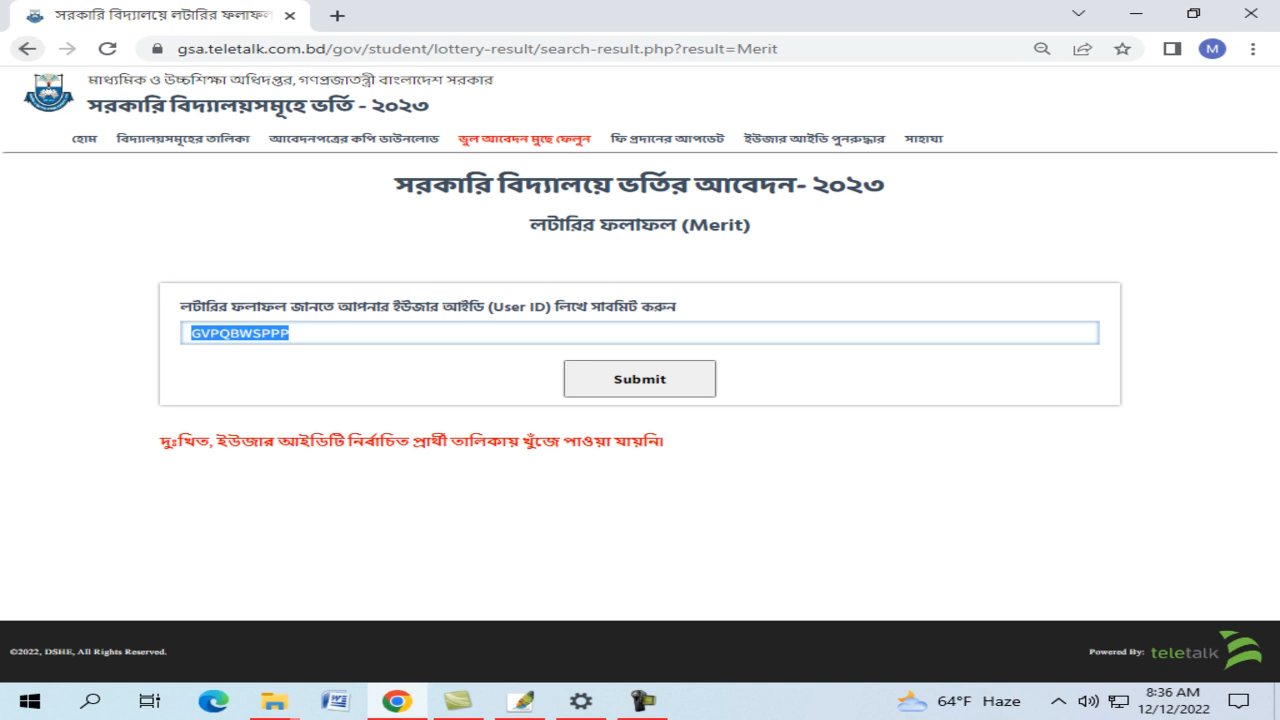 সরকারি বিদ্যালয়ে লটারির ফলাফল
gsa.teletalk.com.bd/gov/student/lottery-result/search-result.php?result=Merit
M
মাধ্যমিক ও উচ্চশিক্ষা অধিদপ্তর, গণপ্রজাতন্ত্রী বাংলাদেশ সরকার
সরকারি বিদ্যালয়সমূহে ভর্তি - ২০২৩
হোম বিদ্যালয়সমূহের তালিকা আবেদনপত্রের কপি ডাউনলোড ভুল আবেদন মুছে ফেলুন ফি প্রদানের আপডেট ইউজার আইডি পুনরুদ্ধার সাহায্য
সরকারি বিদ্যালয়ে ভর্তির আবেদন- ২০২৩
লটারির ফলাফল (Merit)
লটারির ফলাফল জানতে আপনার ইউজার আইডি (User ID) লিখে সাবমিট করুন
GVPQBWSPPP
Submit
দুঃখিত, ইউজার আইডিটি নির্বাচিত প্রার্থী তালিকায় খুঁজে পাওয়া যায়নি।
©2022, DSHE, All Rights Reserved.
Powered By: teletalk
64°F Haze
8:36 AM
12/12/2022